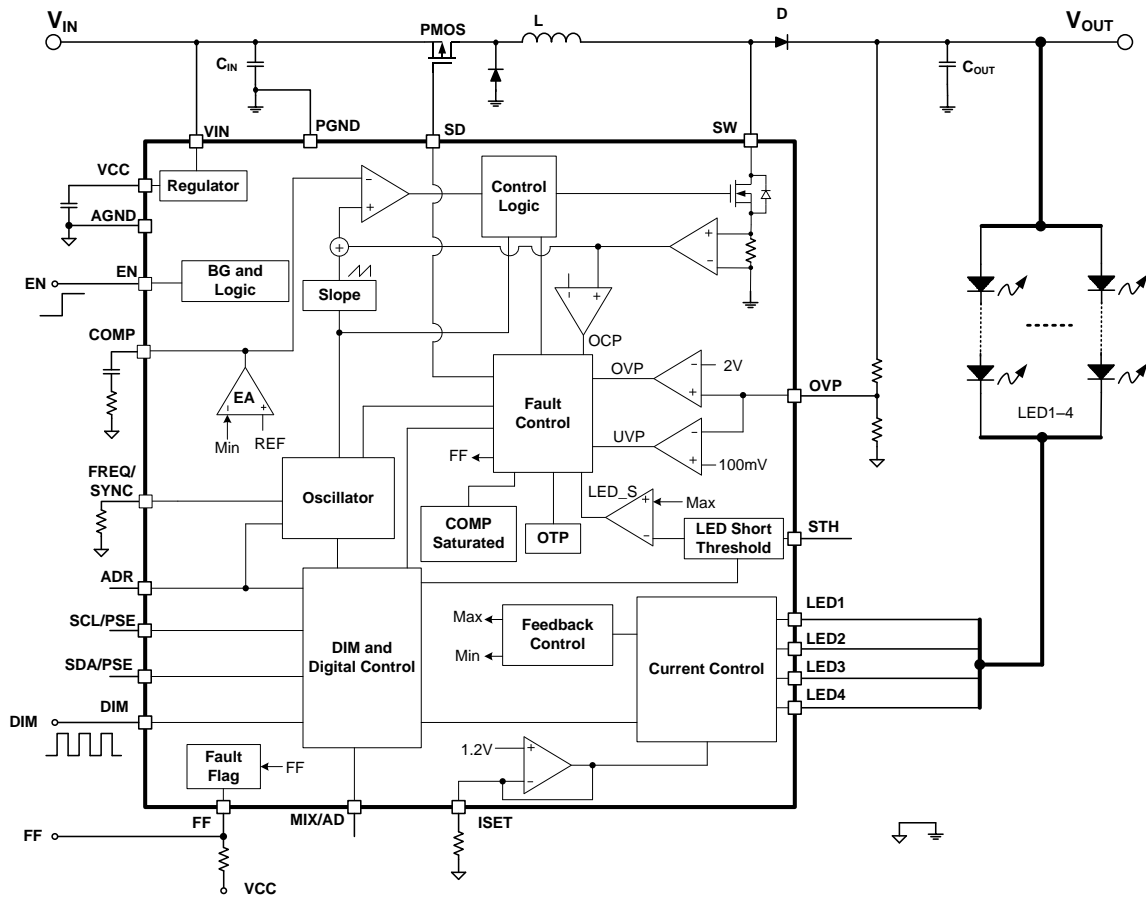 VIN
PMOS
L
D
VOUT
CIN
COUT
VIN
PGND
SD
SW
VCC
Regulator
AGND
Control
Logic
EN
EN
BG and
Logic
Slope
OCP
COMP
EA
Min
REF
OVP
2V
OVP
Fault
Control
UVP
100mV
FF
LED1–4
FREQ/
SYNC
Oscillator
LED_S
Max
COMP
Saturated
OTP
LED Short
Threshold
STH
ADR
SCL/PSE
SDA/PSE
DIM
DIM
DIM and
Digital Control
Max
Min
Feedback
Control
Current Control
LED1
LED2
LED3
LED4
1.2V
Fault
Flag
FF
FF
MIX/AD
ISET
FF
VCC